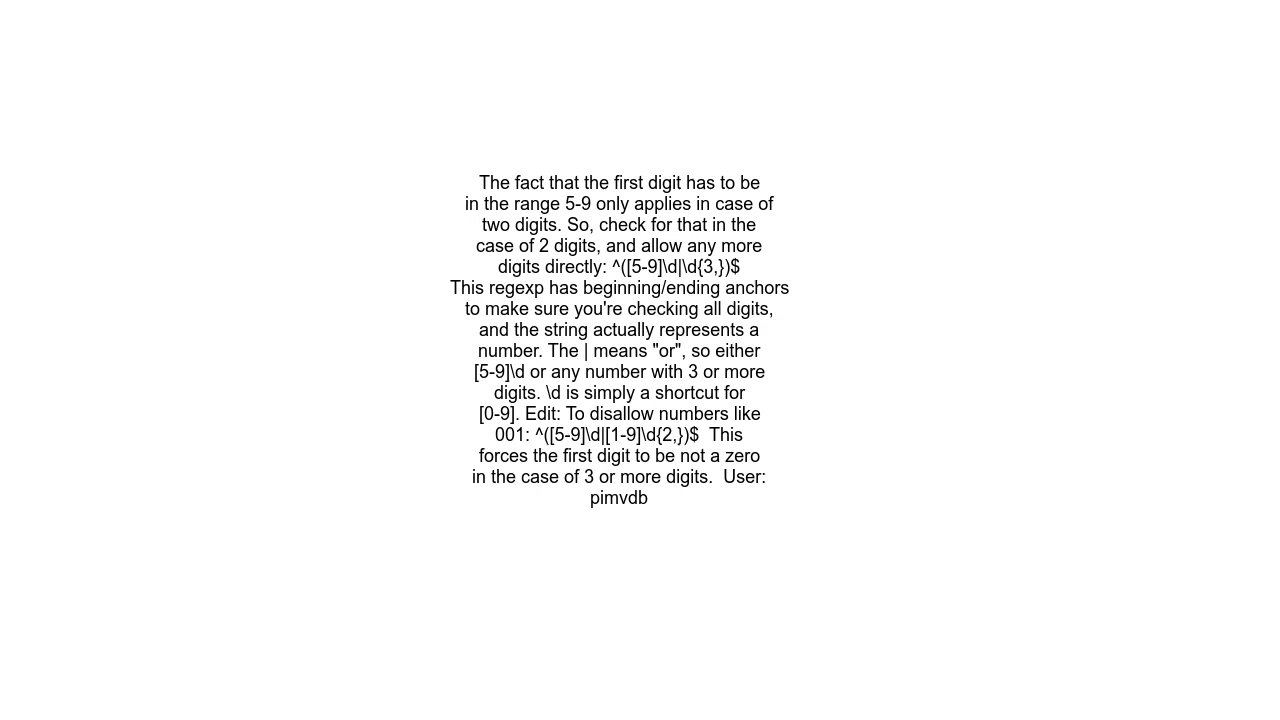 The fact that the first digit has to be
in the range 5-9 only applies in case of
two digits. So, check for that in the
case of 2 digits, and allow any more
digits directly: ^([5-9]\d|\d{3,})$
This regexp has beginning/ending anchors
to make sure you're checking all digits,
and the string actually represents a
number. The | means "or", so either
[5-9]\d or any number with 3 or more
digits. \d is simply a shortcut for
[0-9]. Edit: To disallow numbers like
001: ^([5-9]\d|[1-9]\d{2,})$  This
forces the first digit to be not a zero
in the case of 3 or more digits.  User:
pimvdb